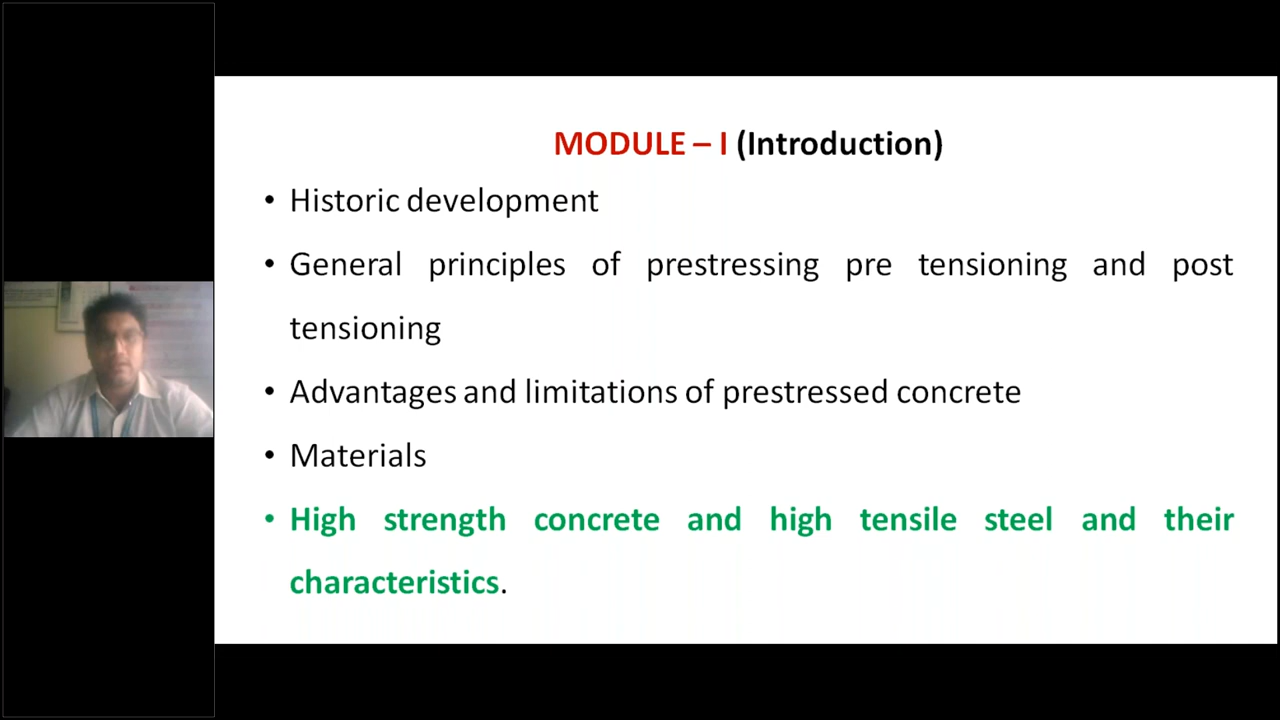 MODULE – I (Introduction)
• Historic development
• General principles of prestressing pre tensioning and post
tensioning
• Advantages and limitations of prestressed concrete
• Materials
• High strength concrete and high tensile steel and their
characteristics.